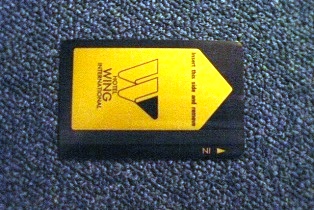 Insert this side and remove
HOTEL
WING
INTERNATIONAL
IN